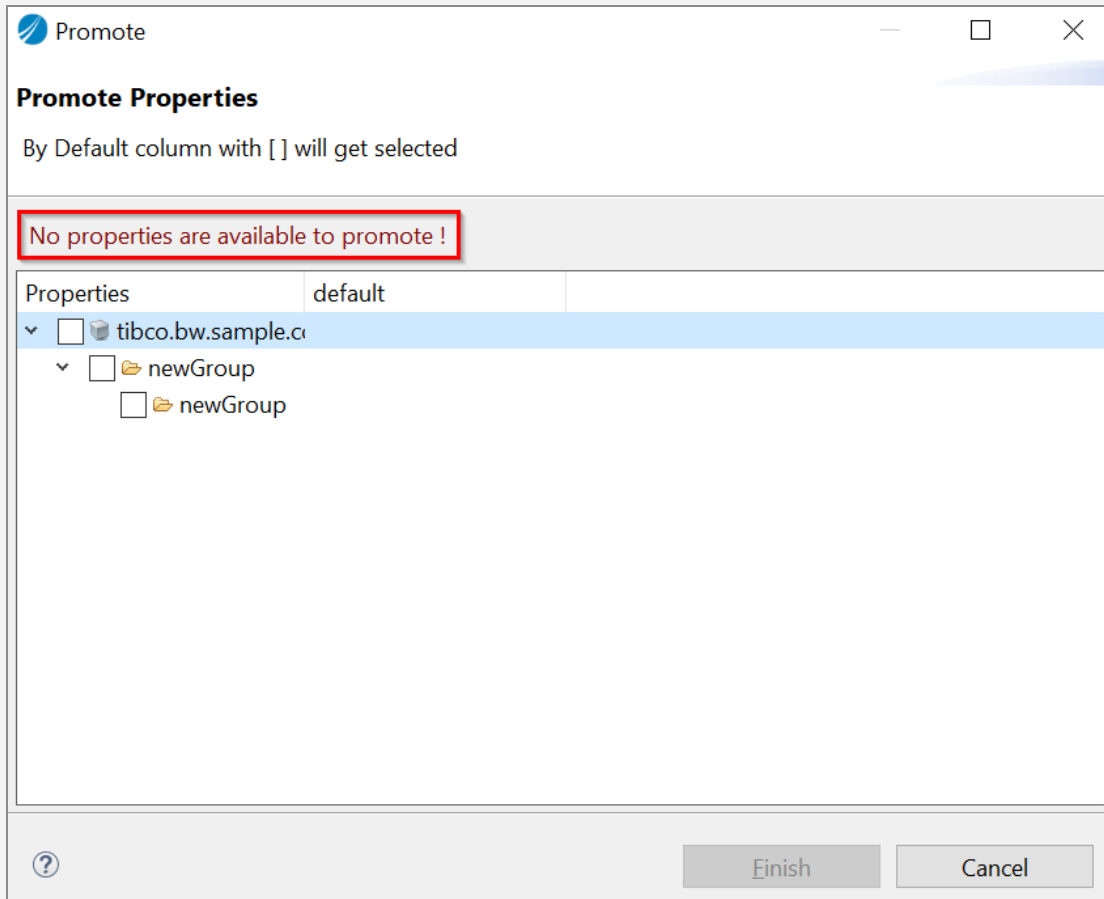 Promote
Promote Properties
By Default column with [ ] will get selected
No properties are available to promote !
Properties default
tibco.bw.sample.c
newGroup
newGroup
Finish Cancel